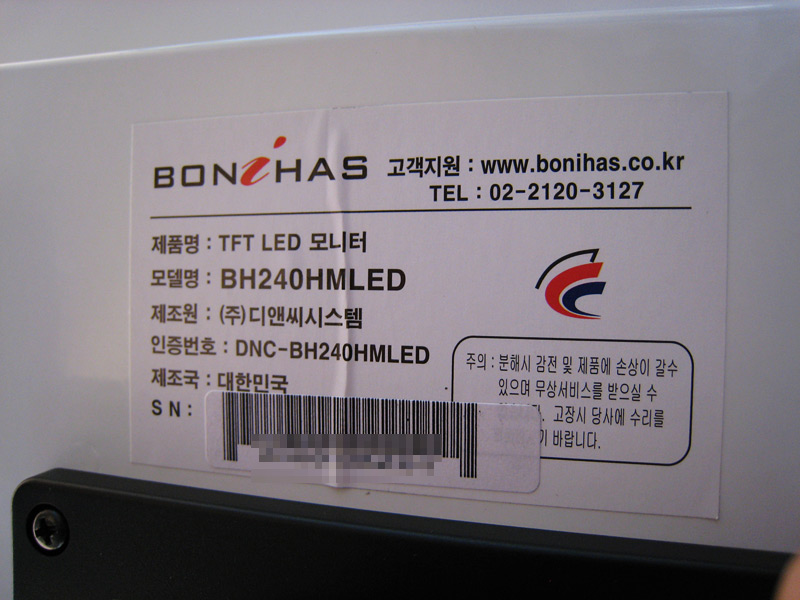 BONiHAS 고객지원 : www.bonihas.co.kr
TEL : 02-2120-3127
제품명 : TFT LED 모니터
모델명 : BH240HMLED
제조원 : (주)디앤씨시스템
인증번호 : DNC-BH240HMLED
제조국 : 대한민국
S N :
주의 : 분해시 감전 및 제품에 손상이 갈수
있으며 무상서비스를 받으실 수
고장시 당사에 수리를
바랍니다.